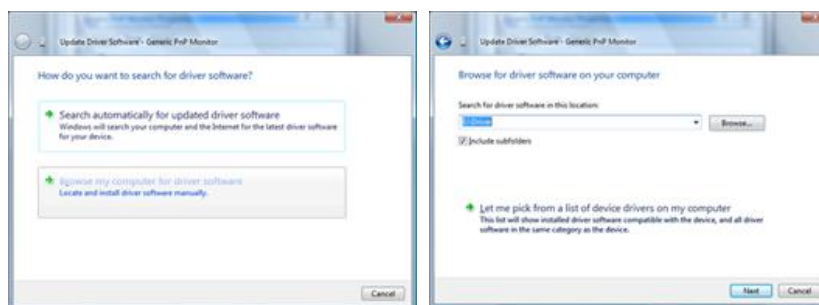 Update Driver Software - Generic PnP Monitor
How do you want to search for driver software?
Search automatically for updated driver software
Windows will search your computer and the Internet for the latest driver software
for your device.
Browse my computer for driver software
Locate and install driver software manually.
Cancel
Update Driver Software - Generic PnP Monitor
Browse for driver software on your computer
Search for driver software in this location:
Browse...
Include subfolders
Let me pick from a list of device drivers on my computer
This list will show installed driver software compatible with the device, and all driver
software in the same category as the device.
Next
Cancel